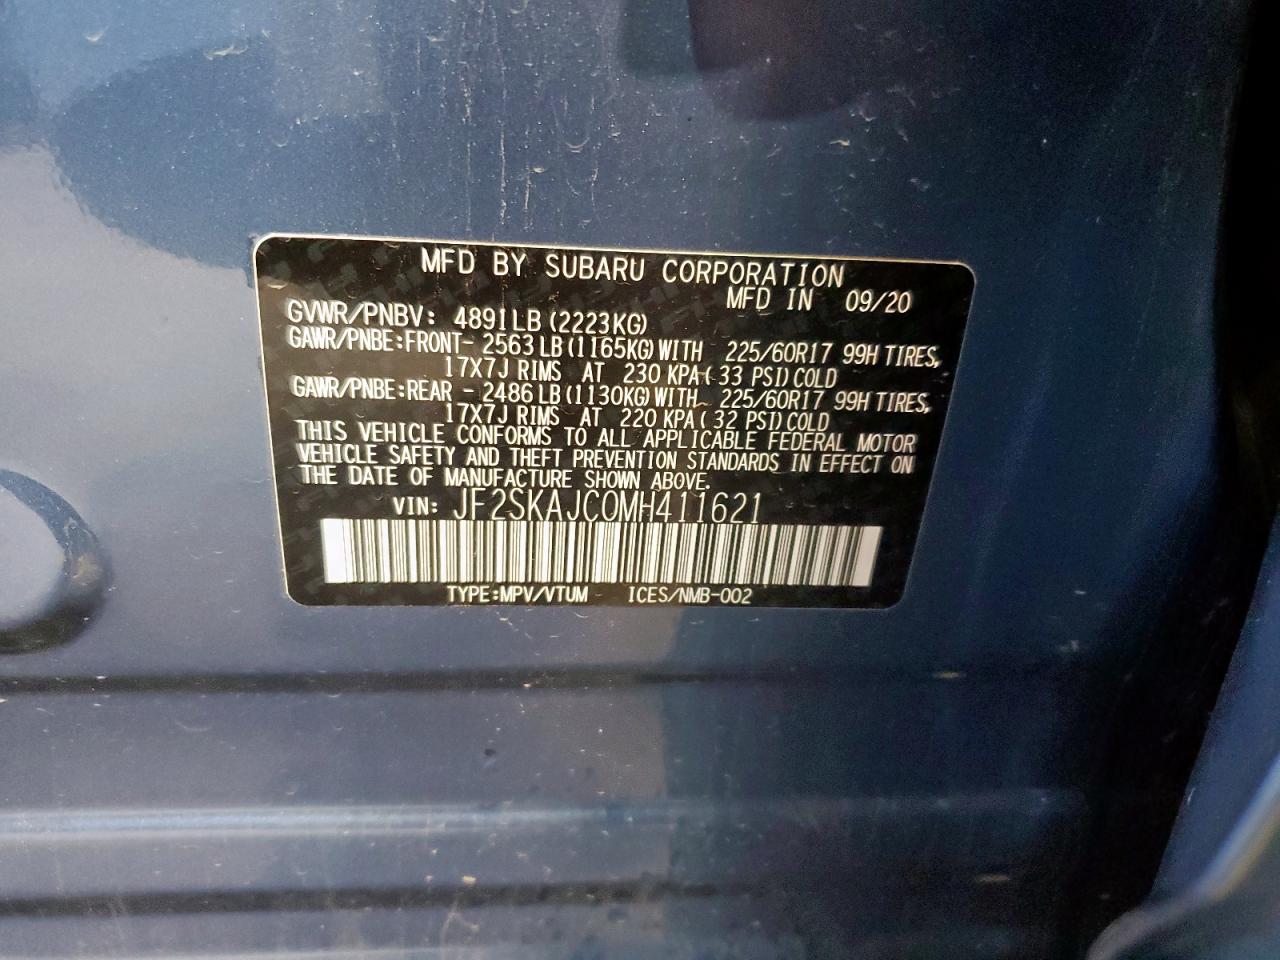 MFD BY SUBARU CORPORATION
MFD IN 09/20
GVWR/PNBV: 4891LB (2223KG)
GAWR/PNBE:FRONT- 2563LB(1165KG)WITH 225/60R17 99H TIRES,
17X7J RIMS AT 230 KPA( 33 PSI)COLD
GAWR/PNBE:REAR - 2486LB(1130KG)WITH 225/60R17 99H TIRES,
17X7J RIMS AT 220 KPA( 32 PSI)COLD
THIS VEHICLE CONFORMS TO ALL APPLICABLE FEDERAL MOTOR
VEHICLE SAFETY AND THEFT PREVENTION STANDARDS IN EFFECT ON
THE DATE OF MANUFACTURE SHOWN ABOVE.
VIN: JF2SKAJC0MH411621
TYPE:MPV/VTUM ICES/NMB-002